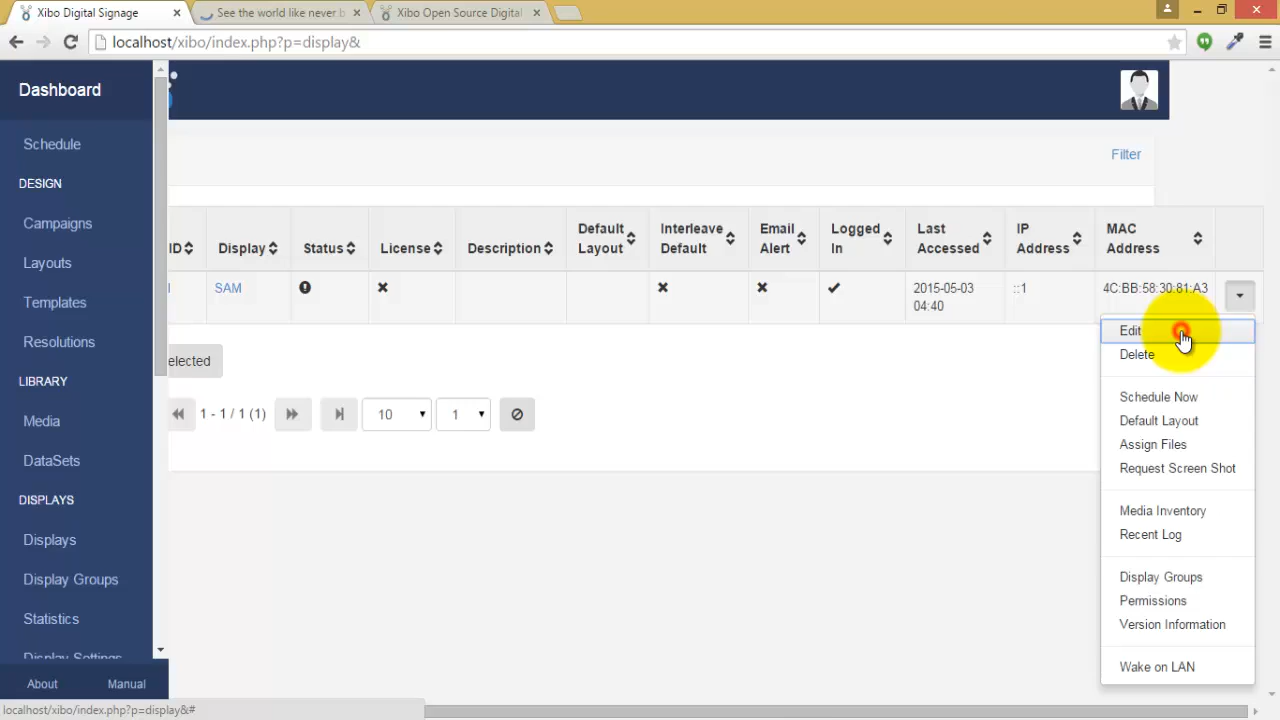 Xibo Digital Signage
See the world like never b
Xibo Open Source Digital
localhost/xibo/index.php?p=display&
Dashboard
Schedule
DESIGN
Campaigns
Layouts
Templates
Resolutions
LIBRARY
Media
DataSets
DISPLAYS
Displays
Display Groups
Statistics
Display Settings
About Manual
Filter
ID Display Status License Description Default Layout Interleave Default Email Alert Logged In Last Accessed IP Address MAC Address
SAM 2015-05-03 04:40 ::1 4C:BB:58:30:81:A3
elected
1 - 1 / 1 (1) 10 1
Edit
Delete
Schedule Now
Default Layout
Assign Files
Request Screen Shot
Media Inventory
Recent Log
Display Groups
Permissions
Version Information
Wake on LAN
localhost/xibo/index.php?p=display&#